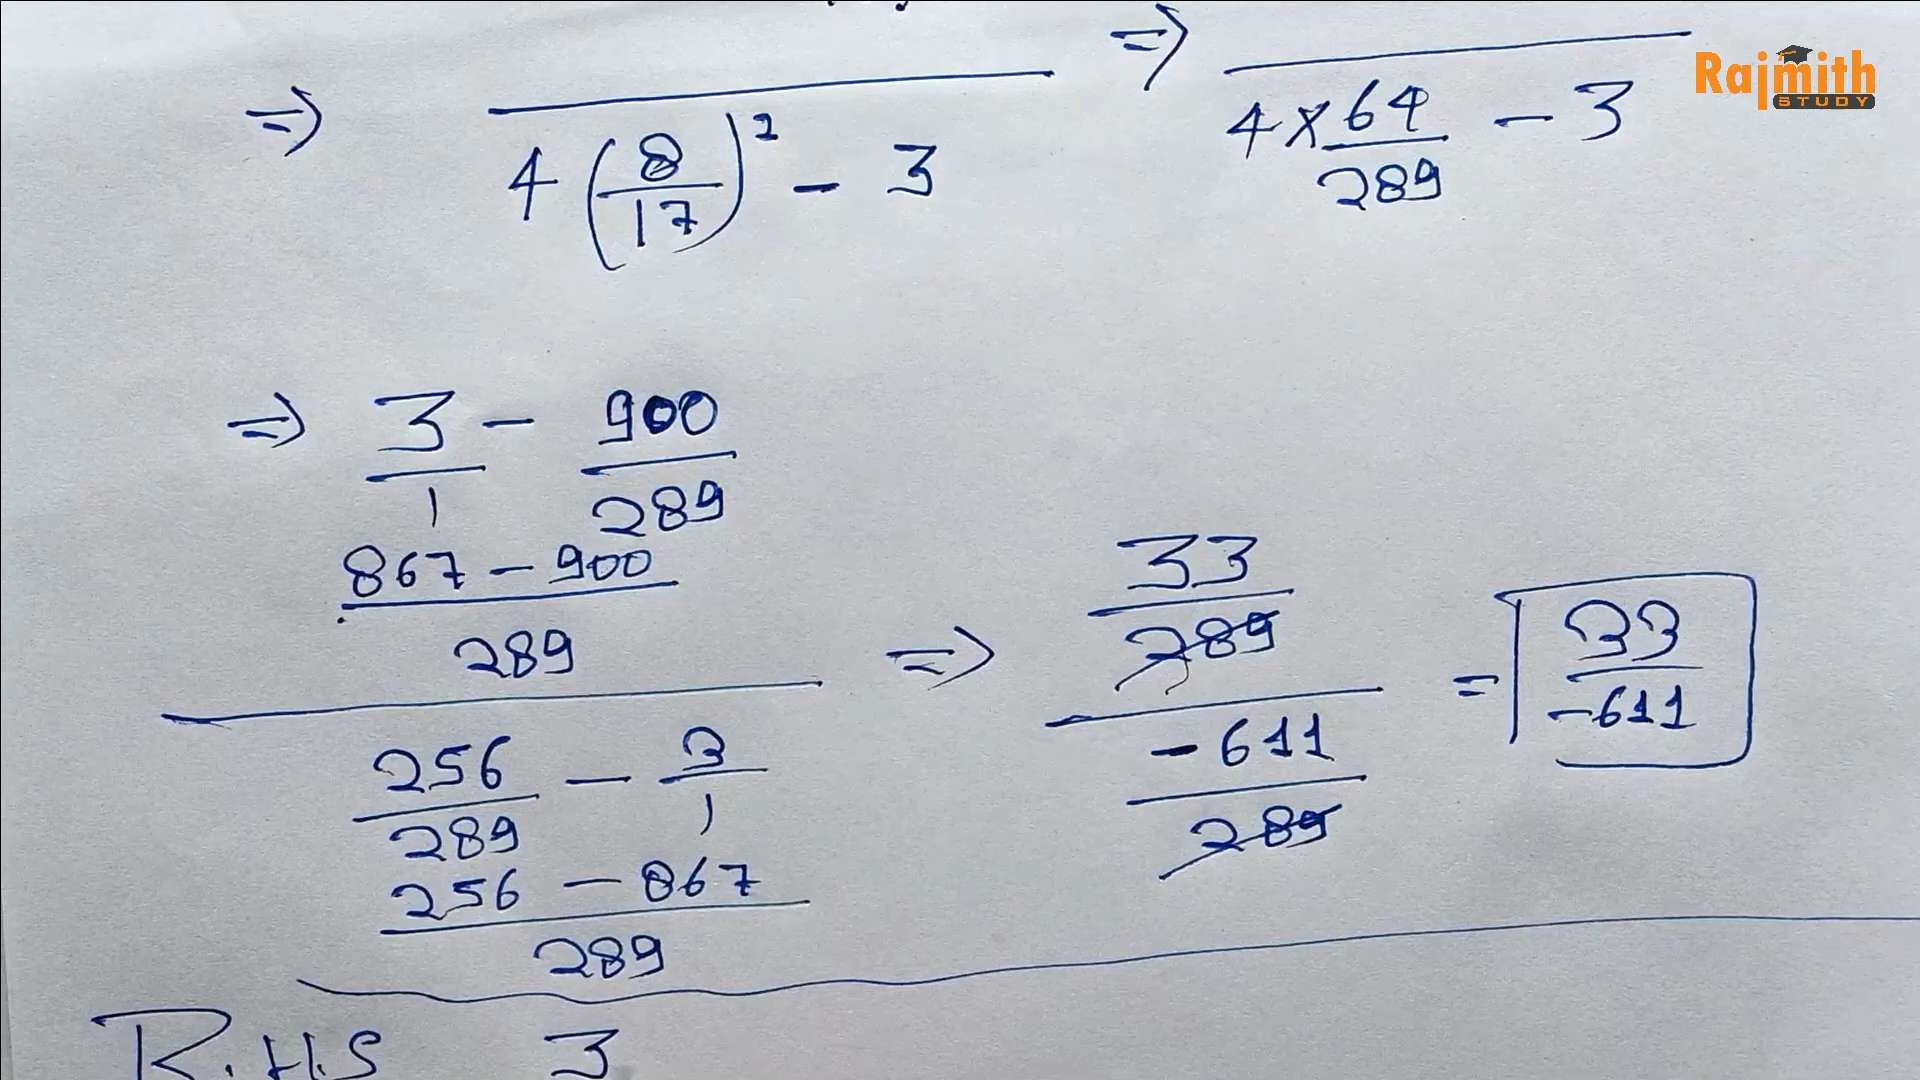 Rajmith
STUDY
⇒ 4(8/17)² - 3
⇒ 4 × 64/289 - 3
⇒ 3/1 - 900/289
867 - 900
289
256/289 - 3/1
256 - 867
289
⇒ 33/289
-611/289
= 33/-611
R.H.S 3